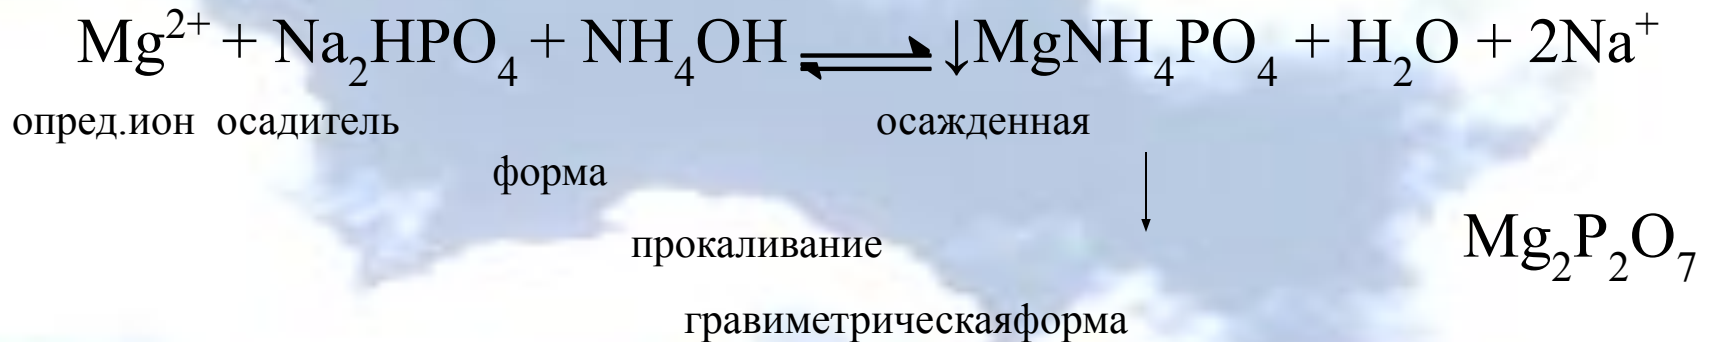 Mg²⁺ + Na₂HPO₄ + NH₄OH ⇌ ↓MgNH₄PO₄ + H₂O + 2Na⁺
опред.ион осадитель осажденная
форма
прокаливание Mg₂P₂O₇
гравиметрическаяформа